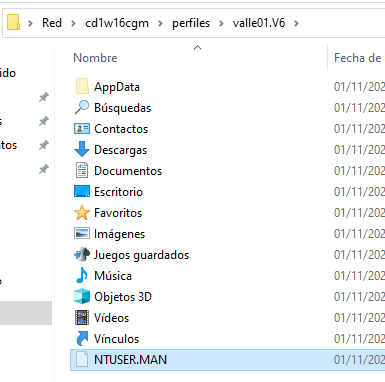 Red > cd1w16cgm > perfiles > valle01.V6 >
Nombre Fecha de
ido AppData 01/11/202
Búsquedas 01/11/202
s Contactos 01/11/202
Descargas 01/11/202
ntos Documentos 01/11/202
Escritorio 01/11/202
Favoritos 01/11/202
Imágenes 01/11/202
Juegos guardados 01/11/202
Música 01/11/202
o Objetos 3D 01/11/202
Vídeos 01/11/202
Vínculos 01/11/202
NTUSER.MAN 01/11/202